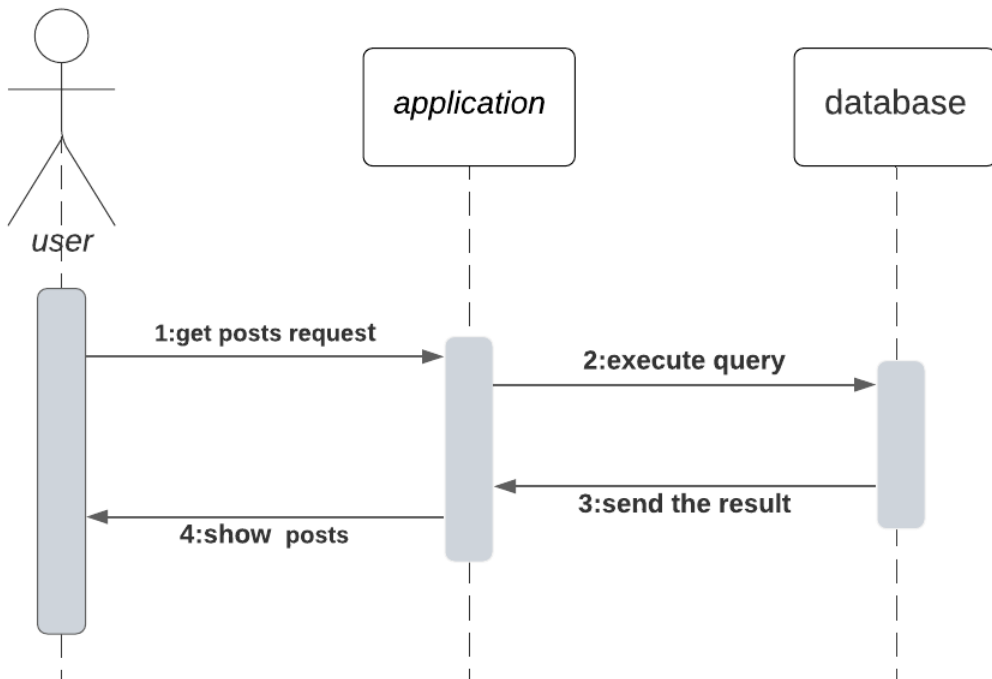 application
database
user
1:get posts request
2:execute query
3:send the result
4:show posts